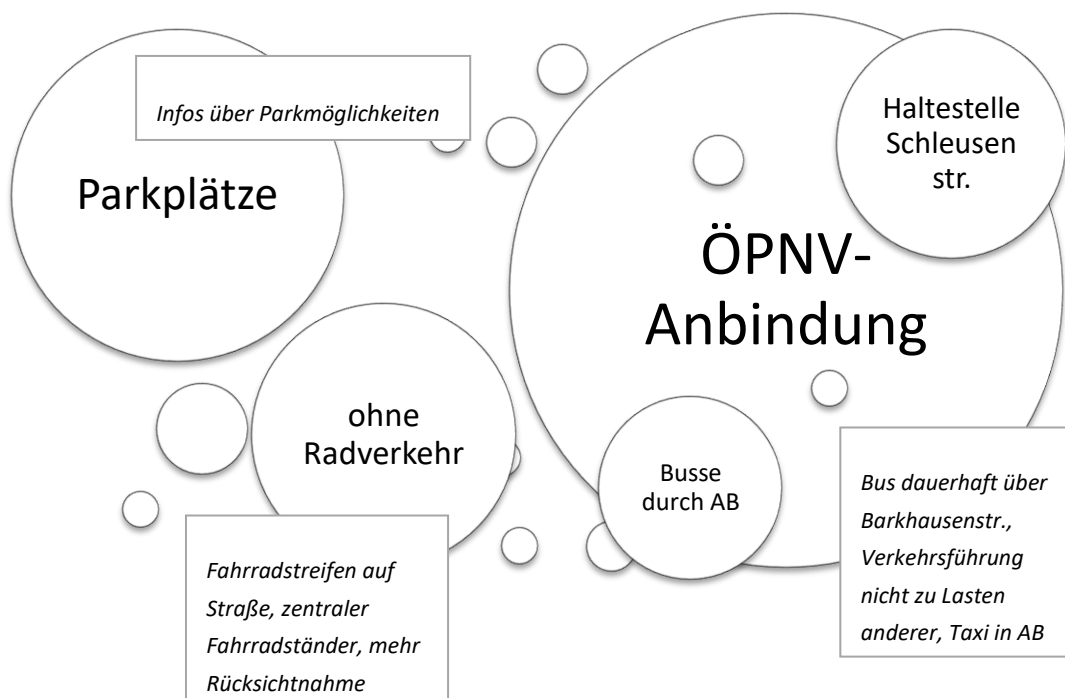 Infos über Parkmöglichkeiten
Parkplätze
Haltestelle
Schleusen
str.
ÖPNV-
Anbindung
ohne
Radverkehr
Busse
durch AB
Bus dauerhaft über
Barkhausenstr.,
Verkehrsführung
nicht zu Lasten
anderer, Taxi in AB
Fahrradstreifen auf
Straße, zentraler
Fahrradständer, mehr
Rücksichtnahme